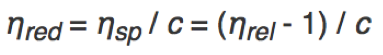 ηred = ηsp / c = (ηrel - 1) / c